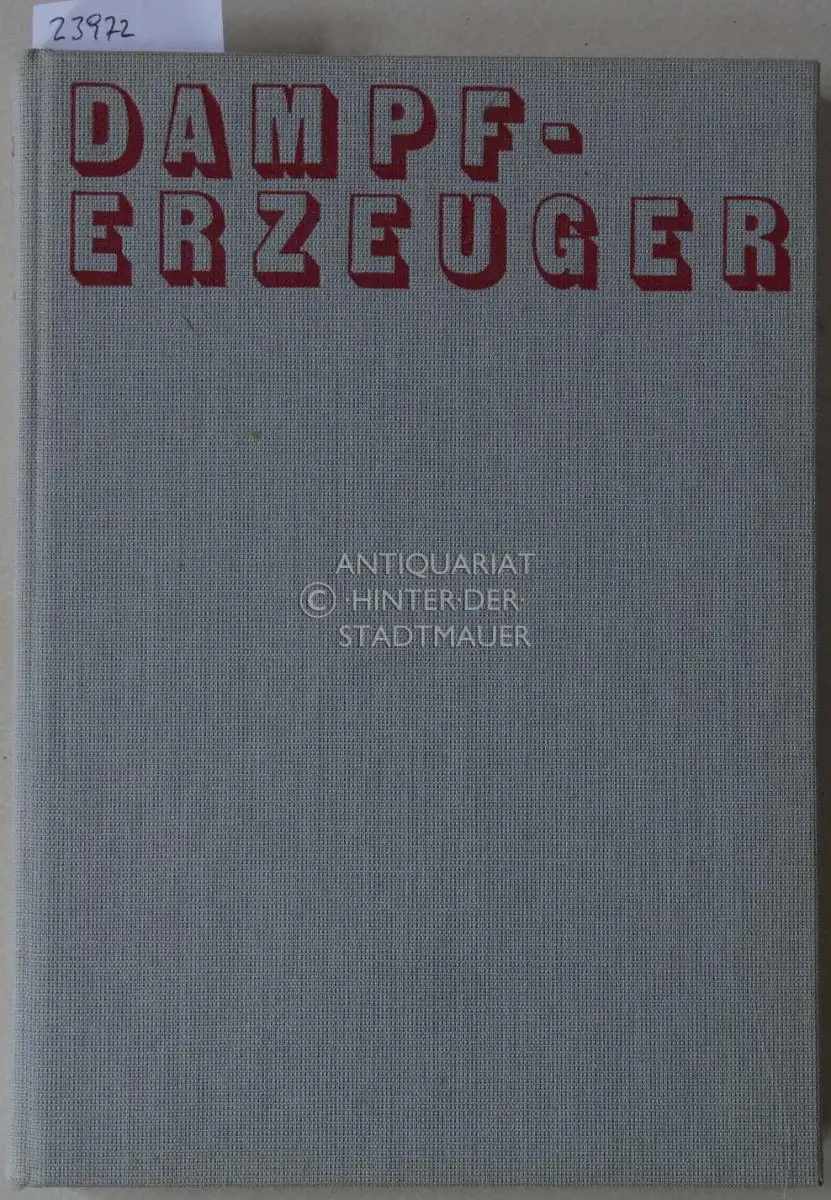 23972
DAMPF-
ERZEUGER
ANTIQUARIAT
© ·HINTER·DER·
STADTMAUER